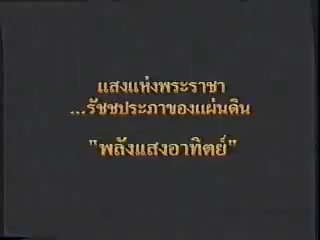 แสงแห่งพระราชา
...รัชชประภาของแผ่นดิน
"พลังแสงอาทิตย์"